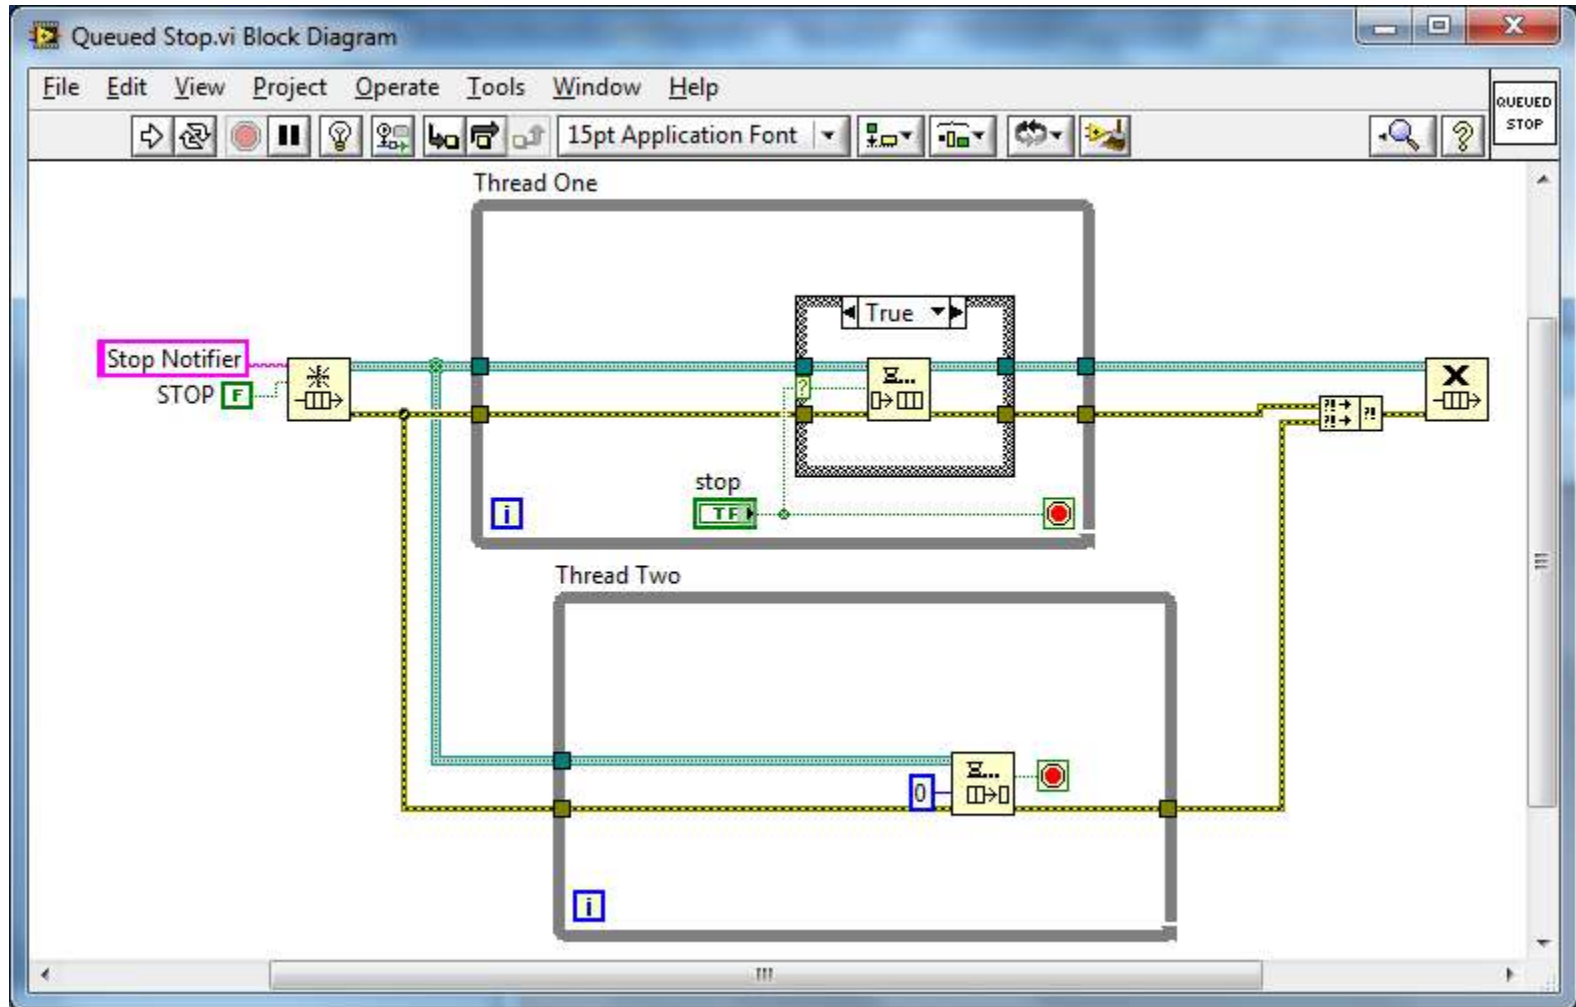 Queued Stop.vi Block Diagram
File Edit View Project Operate Tools Window Help
QUEUED
STOP
15pt Application Font
Thread One
True
Stop Notifier
STOP F
?
stop
TF
i
Thread Two
0
i